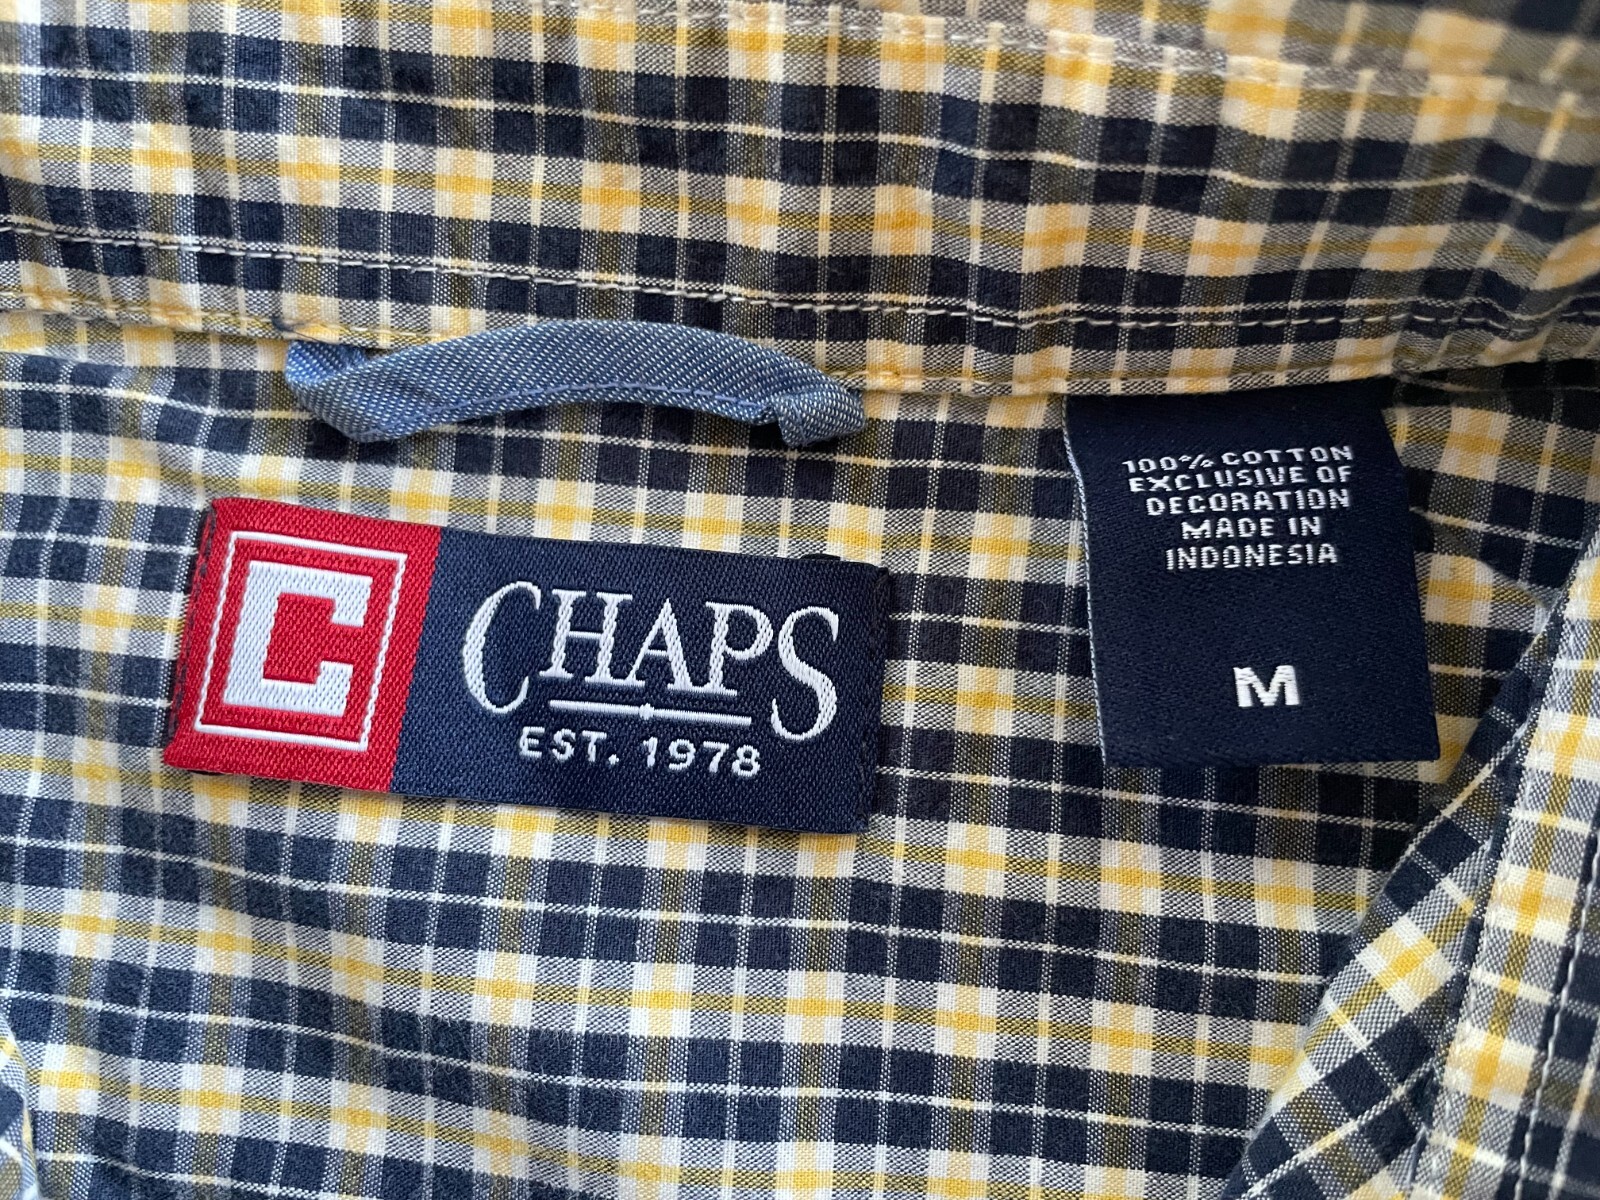 C
CHAPS
EST. 1978
100% COTTON
EXCLUSIVE OF
DECORATION
MADE IN
INDONESIA
M